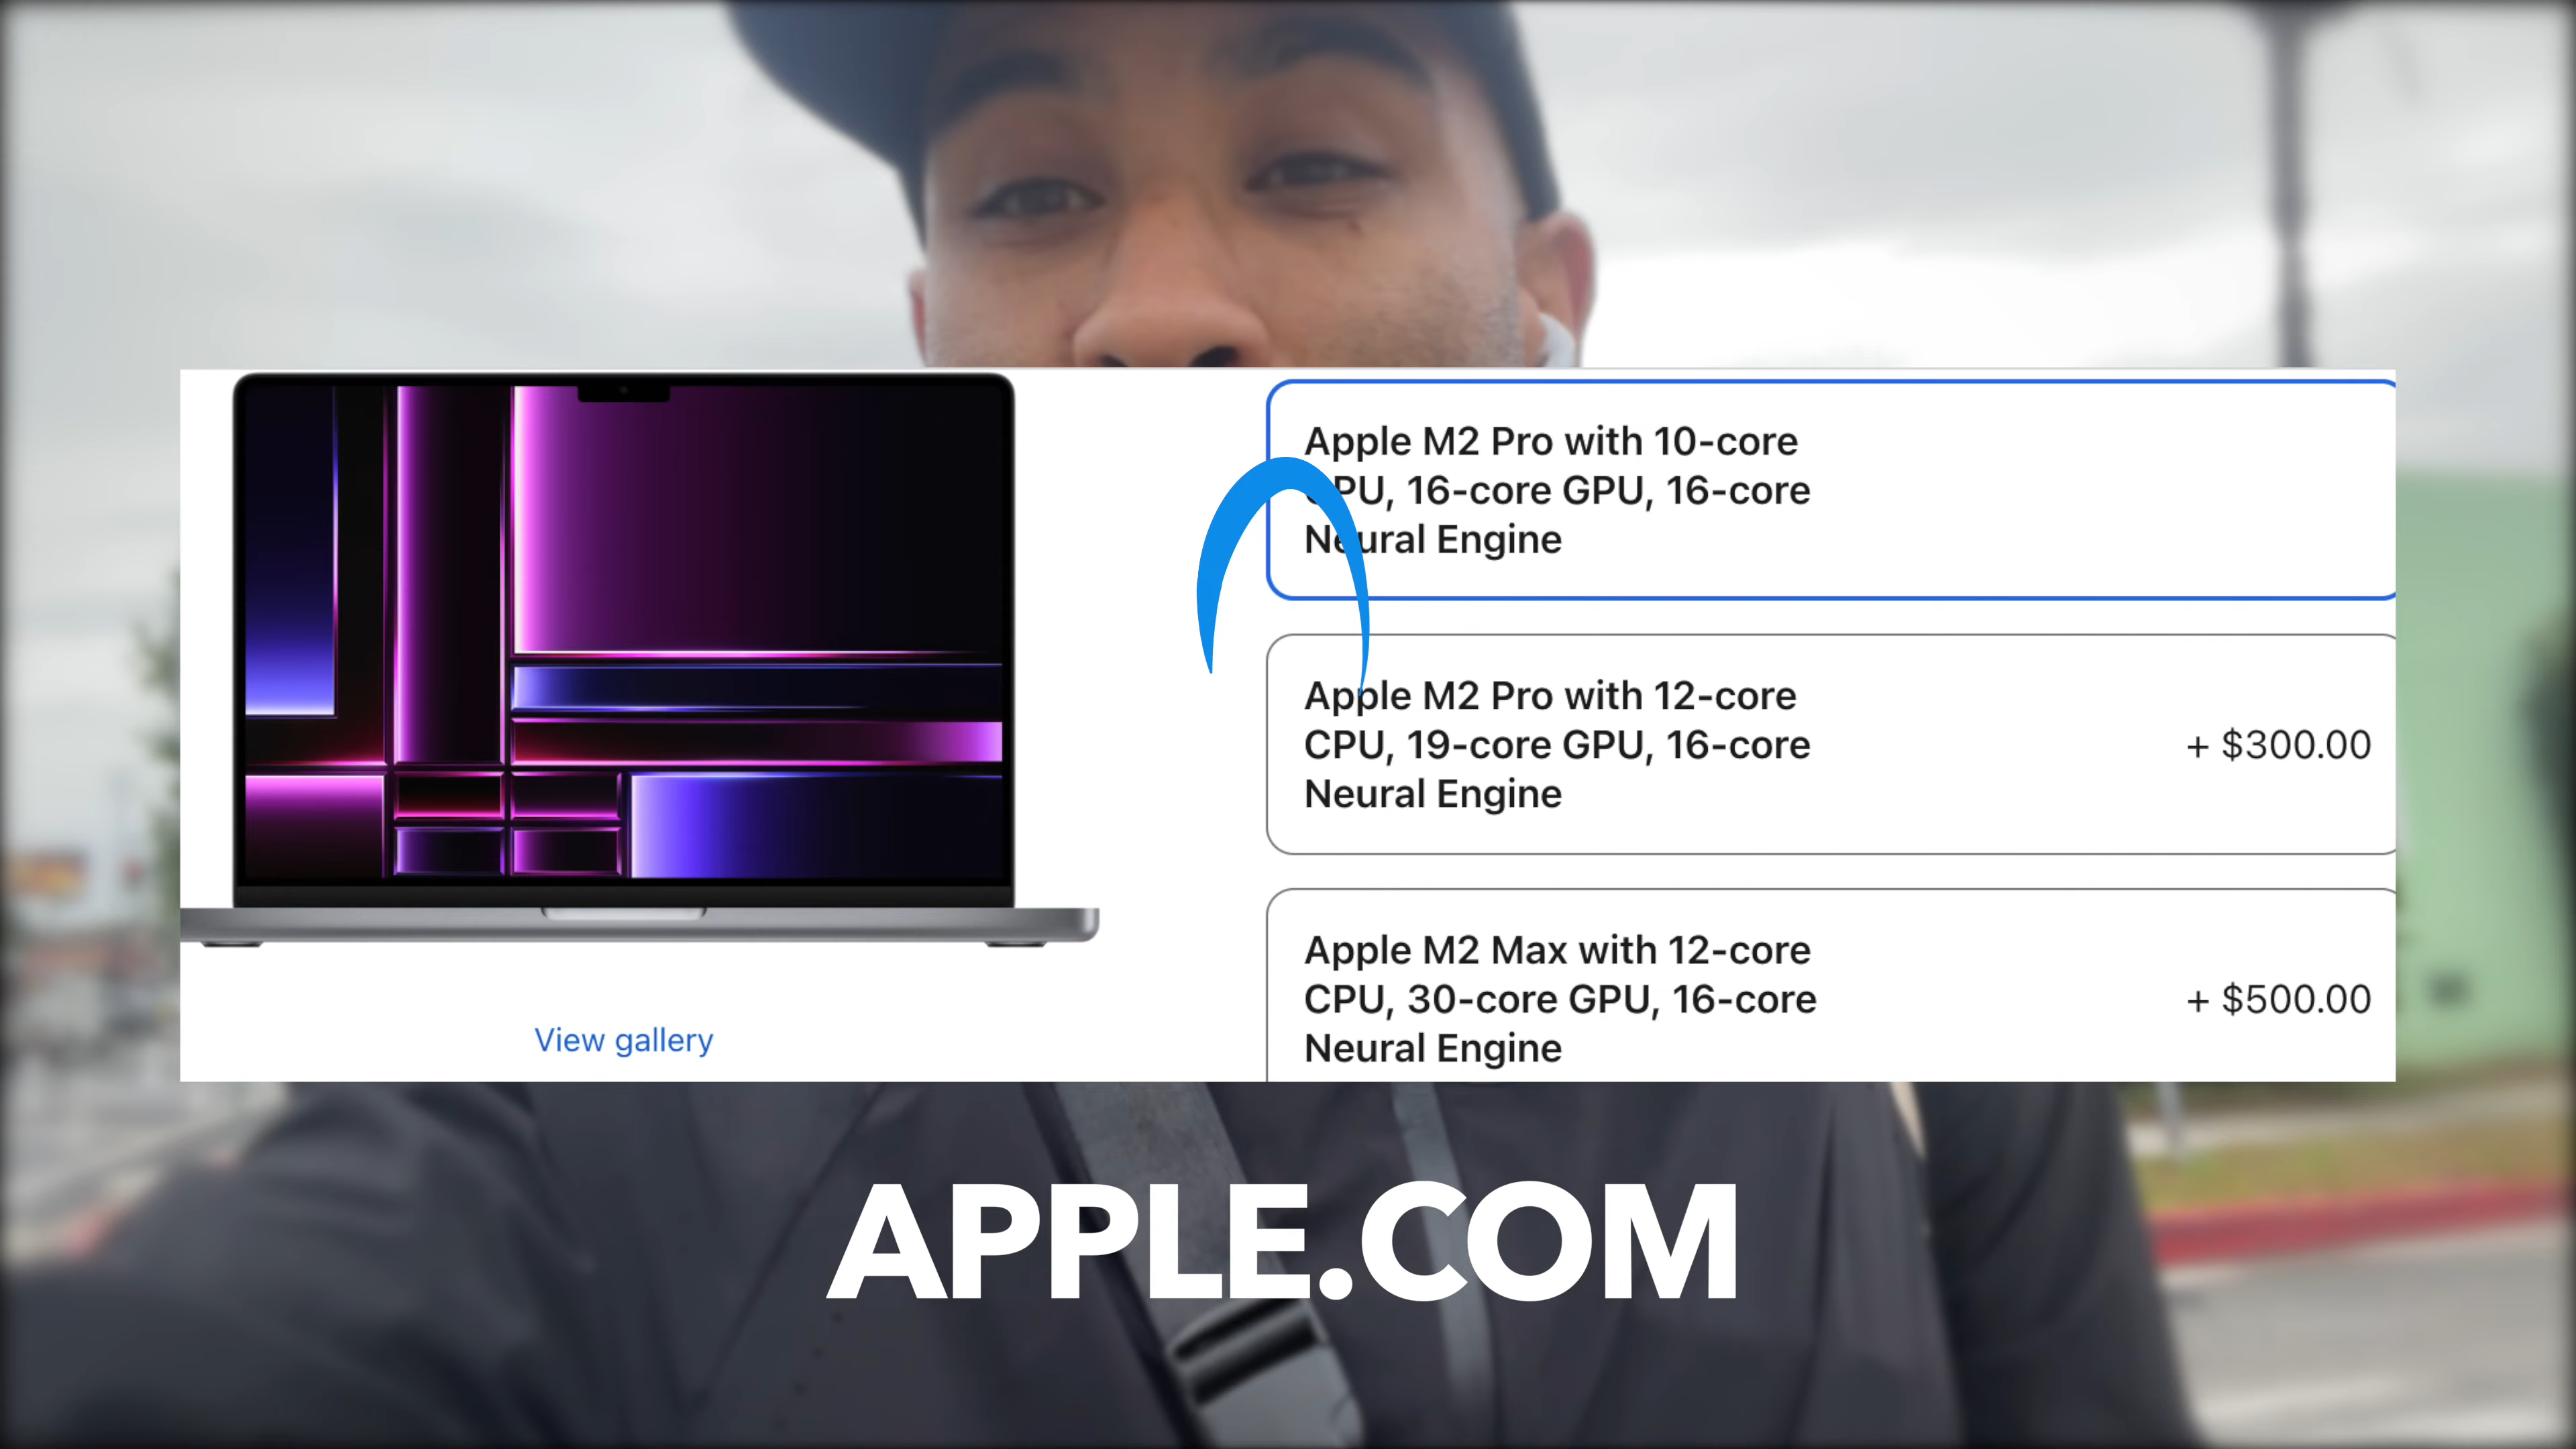 Apple M2 Pro with 10-core
CPU, 16-core GPU, 16-core
Neural Engine
Apple M2 Pro with 12-core
CPU, 19-core GPU, 16-core
Neural Engine
+ $300.00
Apple M2 Max with 12-core
CPU, 30-core GPU, 16-core
Neural Engine
+ $500.00
View gallery
APPLE.COM